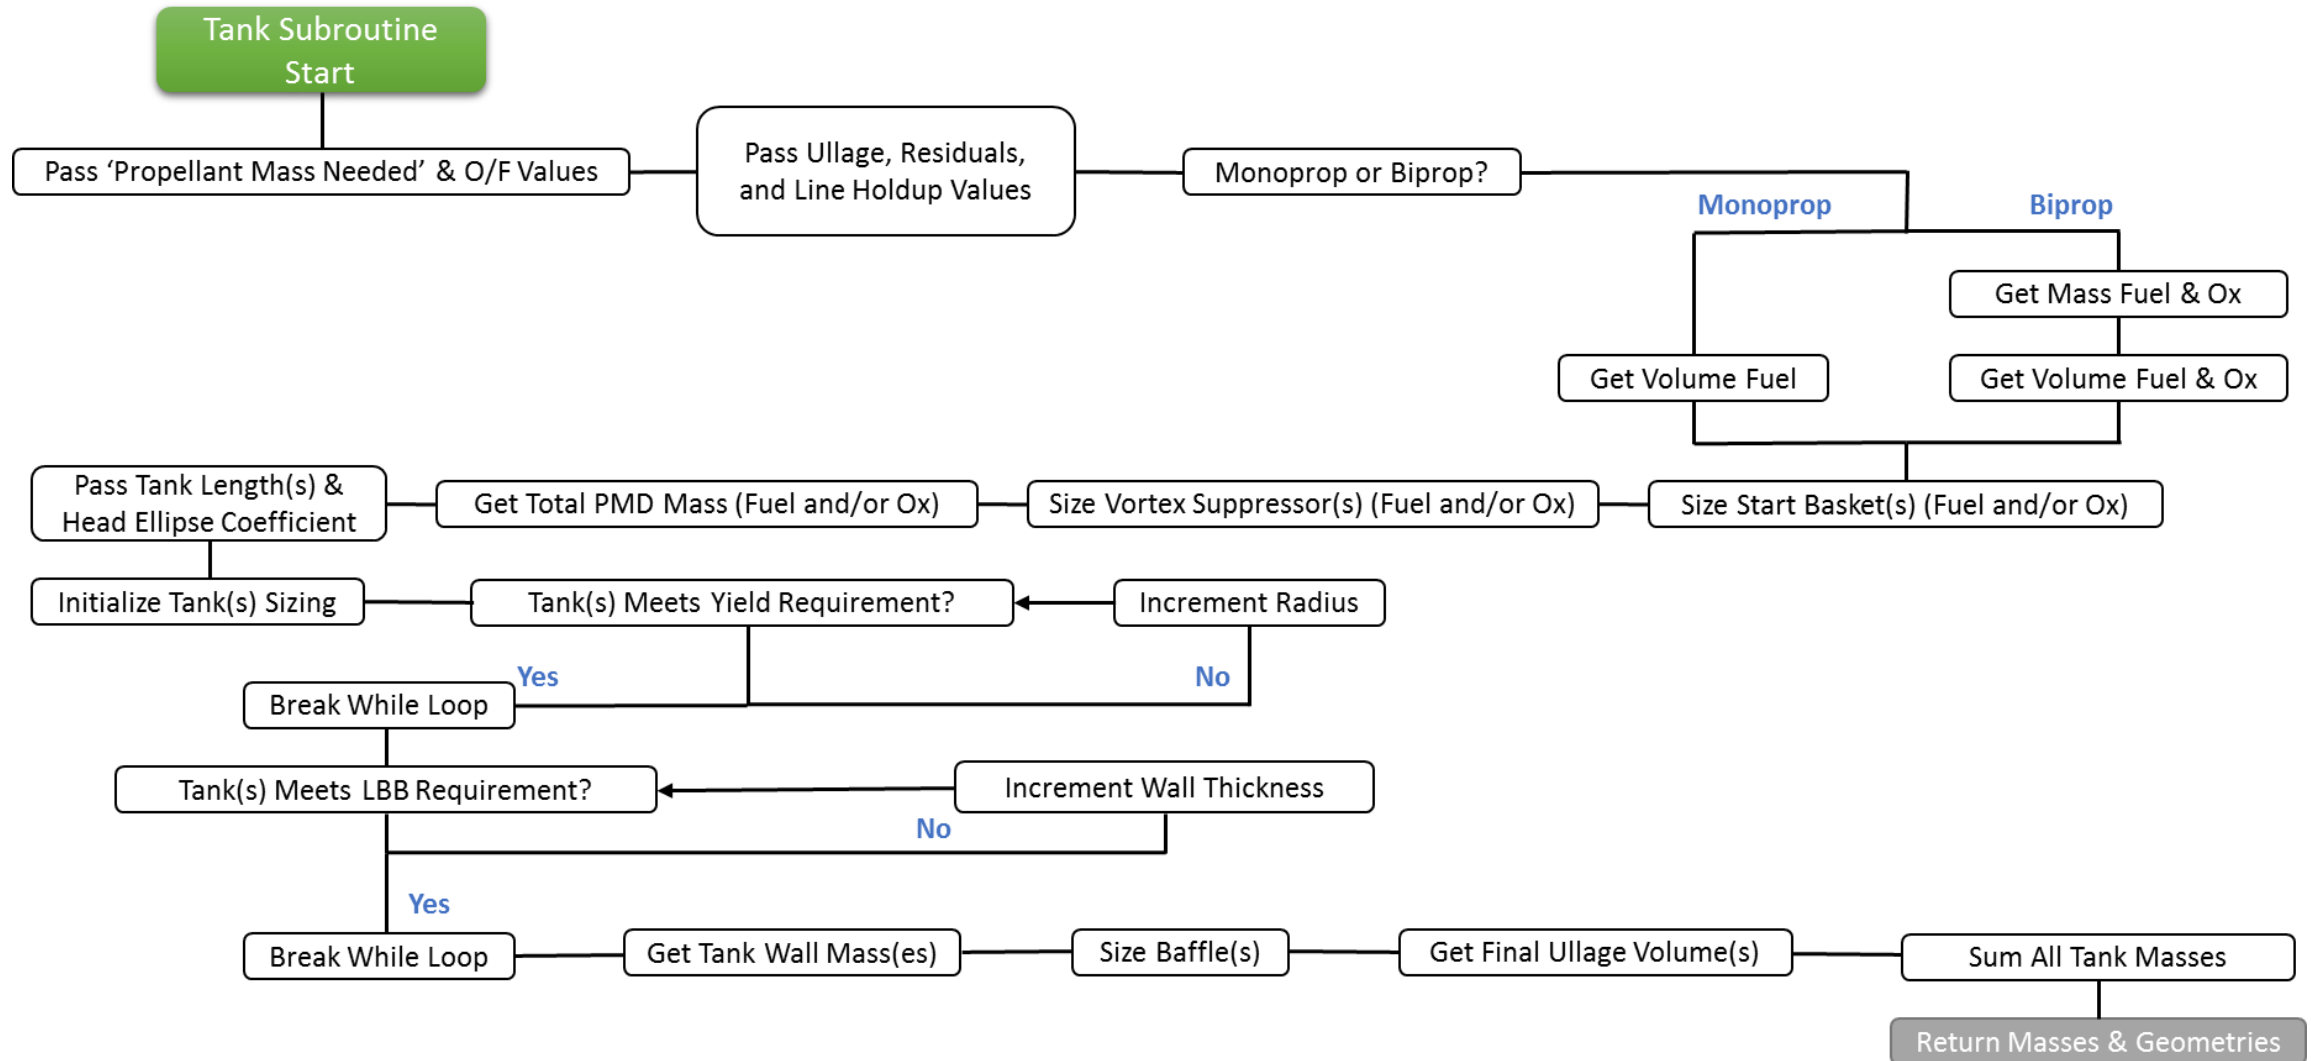 Tank Subroutine
Start
Pass ‘Propellant Mass Needed’ & O/F Values
Pass Ullage, Residuals,
and Line Holdup Values
Monoprop or Biprop?
Monoprop
Biprop
Get Mass Fuel & Ox
Get Volume Fuel
Get Volume Fuel & Ox
Size Start Basket(s) (Fuel and/or Ox)
Size Vortex Suppressor(s) (Fuel and/or Ox)
Get Total PMD Mass (Fuel and/or Ox)
Pass Tank Length(s) &
Head Ellipse Coefficient
Initialize Tank(s) Sizing
Tank(s) Meets Yield Requirement?
Increment Radius
Yes
No
Break While Loop
Tank(s) Meets LBB Requirement?
Increment Wall Thickness
No
Yes
Break While Loop
Get Tank Wall Mass(es)
Size Baffle(s)
Get Final Ullage Volume(s)
Sum All Tank Masses
Return Masses & Geometries